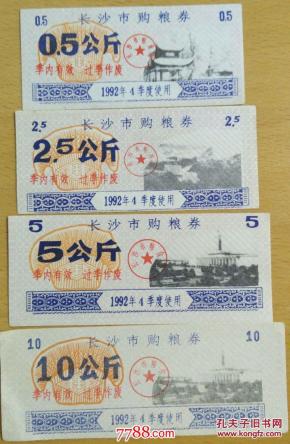 0.5 长沙市购粮券 0.5
0.5公斤
季内有效 过季作废
1992年4季度使用
2.5 长沙市购粮券 2.5
2.5公斤
季内有效 过季作废
1992年4季度使用
5 长沙市购粮券 5
5公斤
季内有效 过季作废
1992年4季度使用
10 长沙市购粮券 10
10公斤
季内有效 过季作废
1992年4季度使用
7788.com
孔夫子旧书网